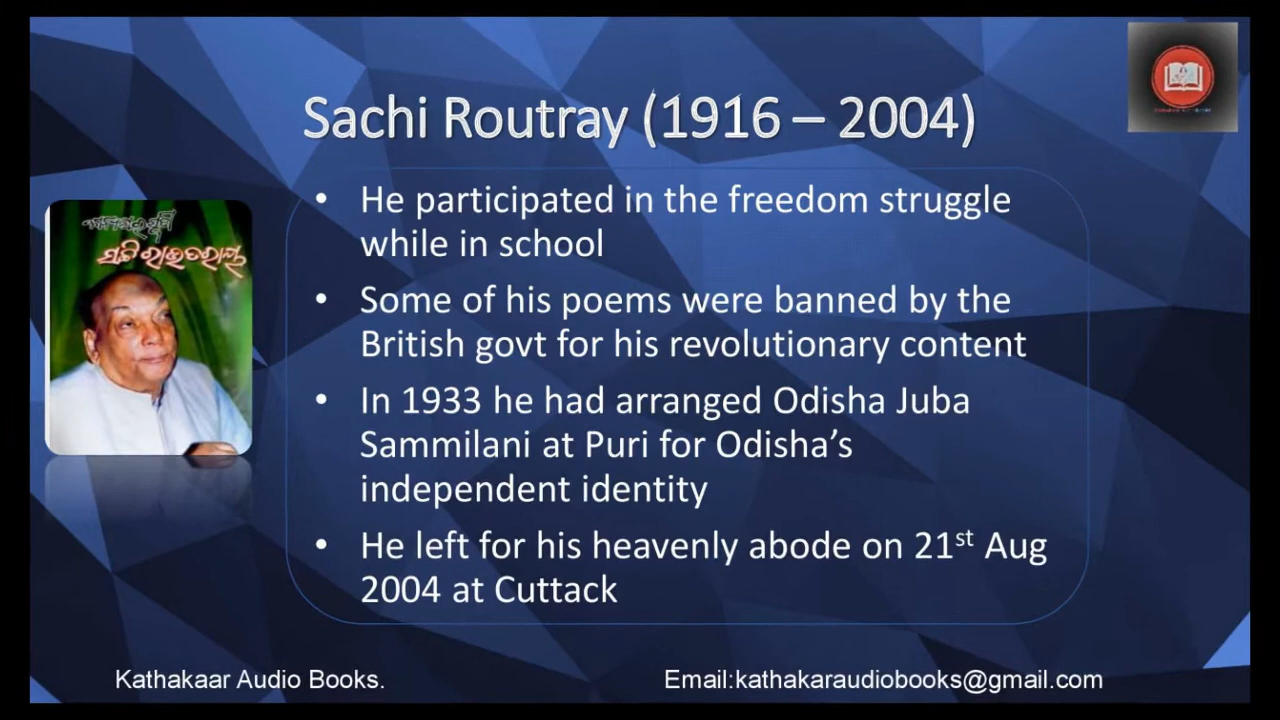 Sachi Routray (1916 – 2004)
• He participated in the freedom struggle
while in school
• Some of his poems were banned by the
British govt for his revolutionary content
• In 1933 he had arranged Odisha Juba
Sammilani at Puri for Odisha’s
independent identity
• He left for his heavenly abode on 21st Aug
2004 at Cuttack
ସଚି ରାଉତରାୟ
Kathakaar Audio Books.
Email:kathakaraudiobooks@gmail.com